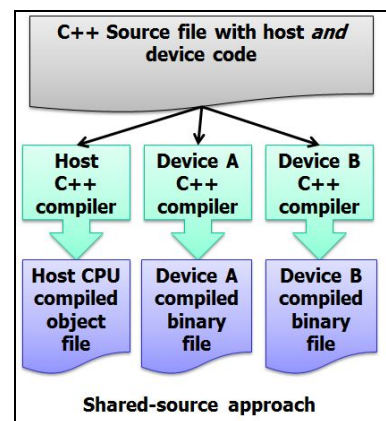 C++ Source file with host and
device code
Host
C++
compiler
Device A
C++
compiler
Device B
C++
compiler
Host CPU
compiled
object
file
Device A
compiled
binary
file
Device B
compiled
binary
file
Shared-source approach